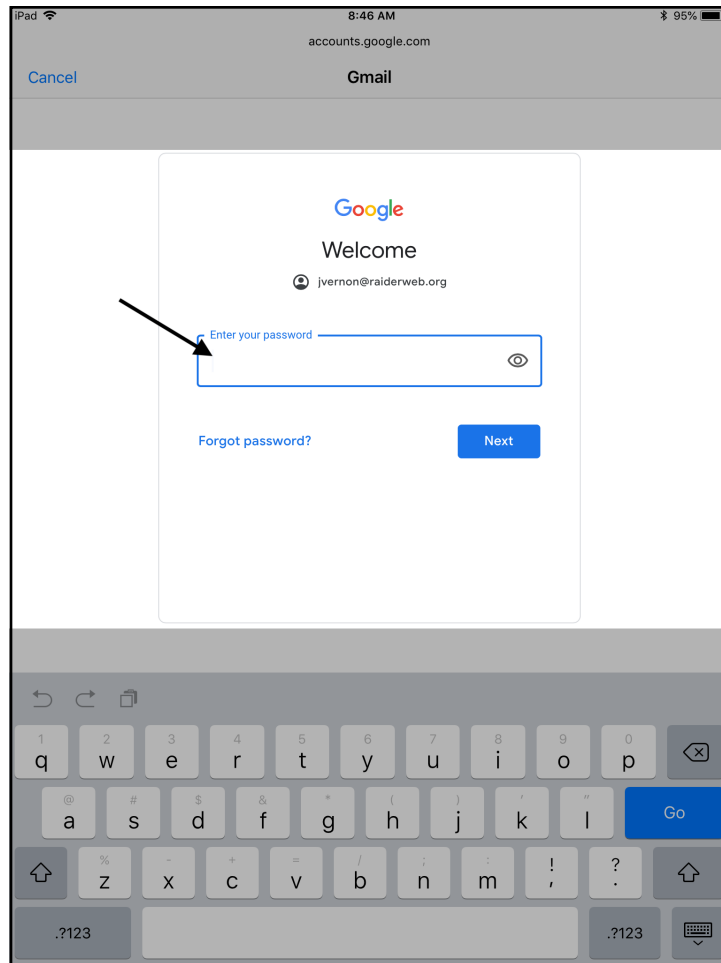 iPad 8:46 AM 95%
accounts.google.com
Cancel Gmail
Google
Welcome
jvernon@raiderweb.org
Enter your password
Forgot password? Next
1 2 3 4 5 6 7 8 9 0
q w e r t y u i o p
@ # $ & * ( ) ' "
a s d f g h j k l Go
% - + = / ; : ! ?
z x c v b n m , .
.?123 .?123